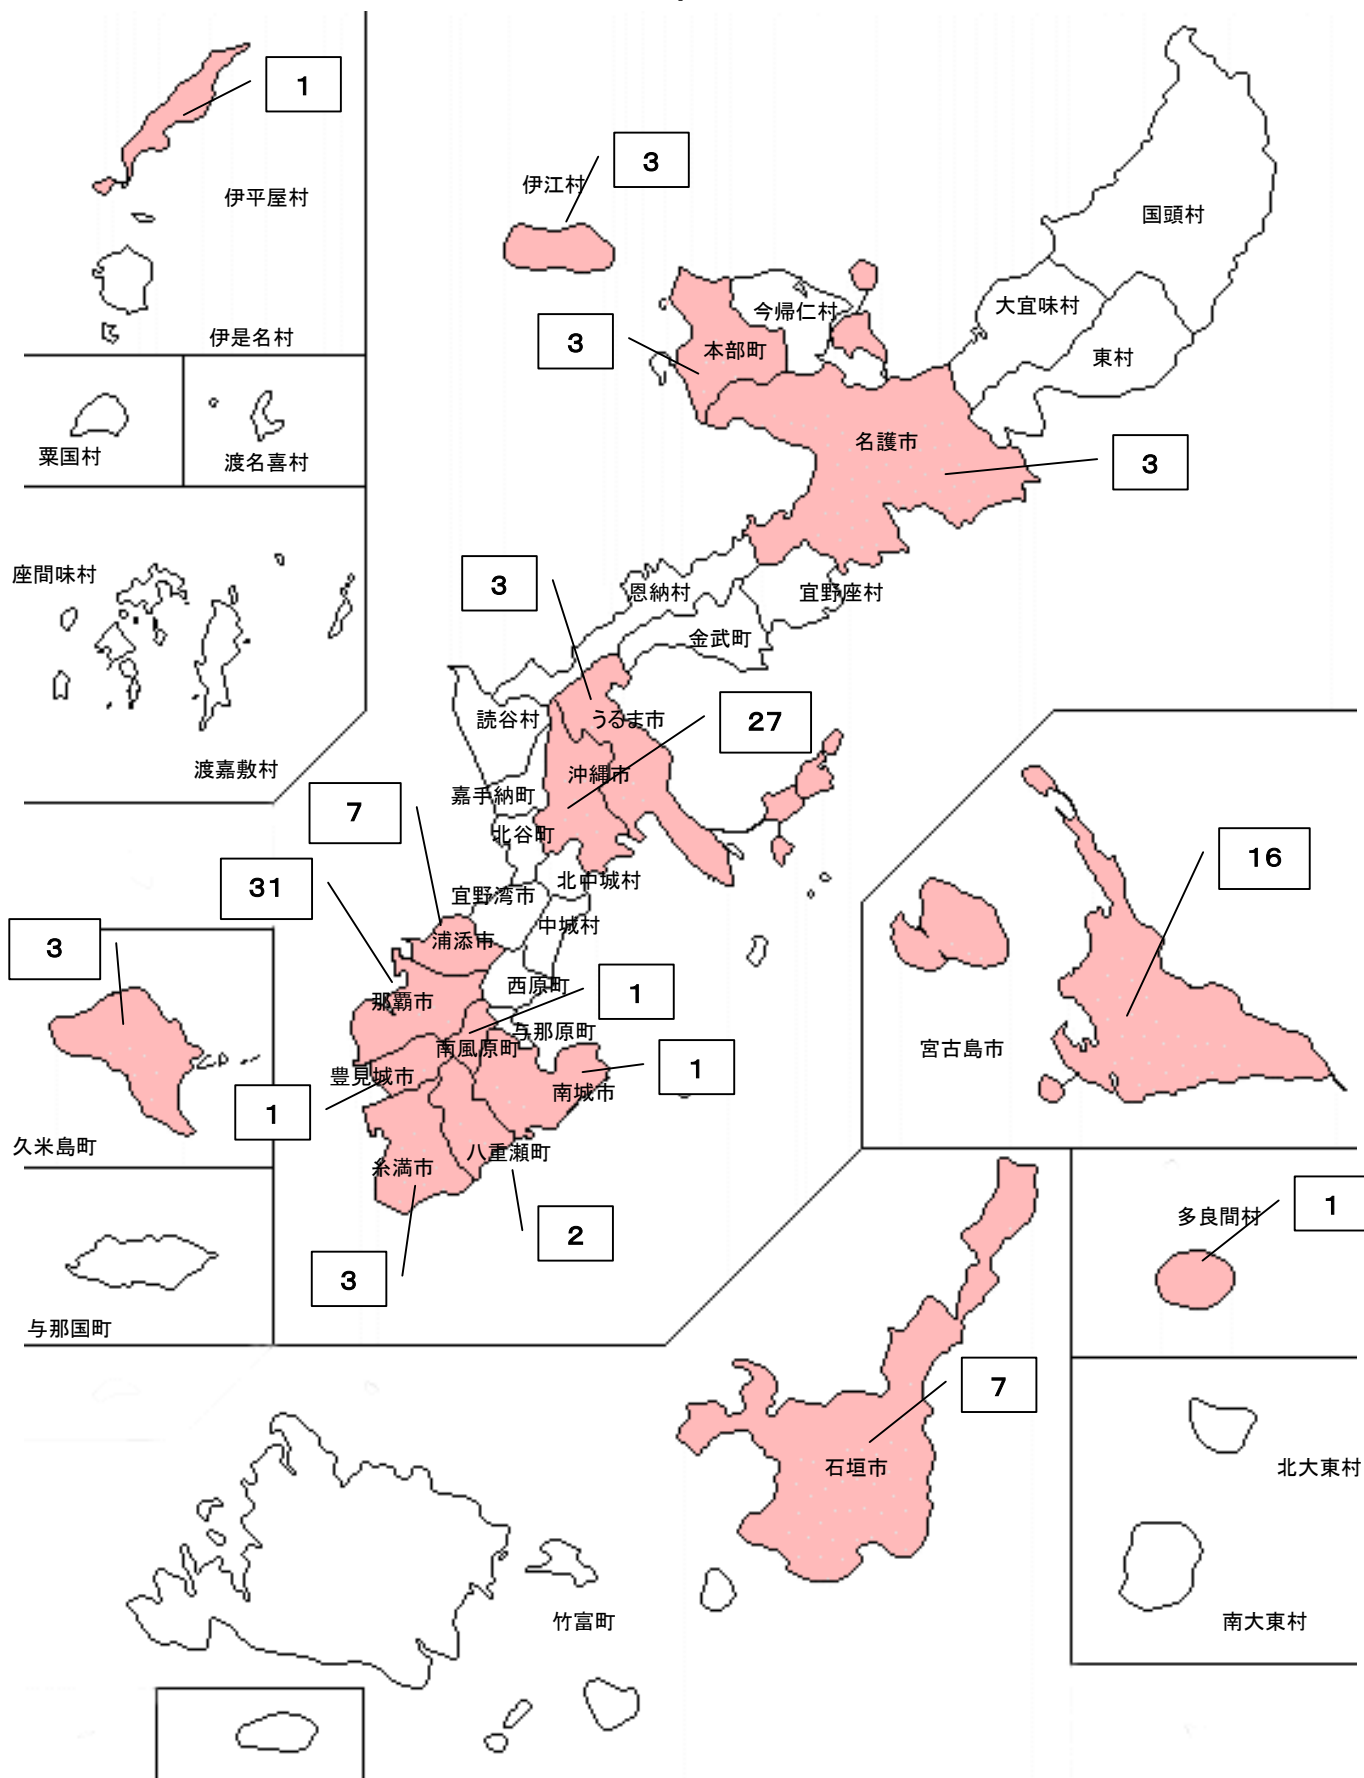 1
3
伊江村
伊平屋村
国頭村
大宜味村
今帰仁村
3
本部町
伊是名村
東村
名護市
3
粟国村
渡名喜村
座間味村
3
恩納村
宜野座村
金武町
読谷村
うるま市
27
渡嘉敷村
沖縄市
嘉手納町
7
北谷町
16
31
宜野湾市
北中城村
中城村
浦添市
3
西原町
1
那覇市
与那原町
南風原町
宮古島市
豊見城市
1
南城市
1
久米島町
八重瀬町
糸満市
1
多良間村
2
3
与那国町
7
石垣市
北大東村
竹富町
南大東村